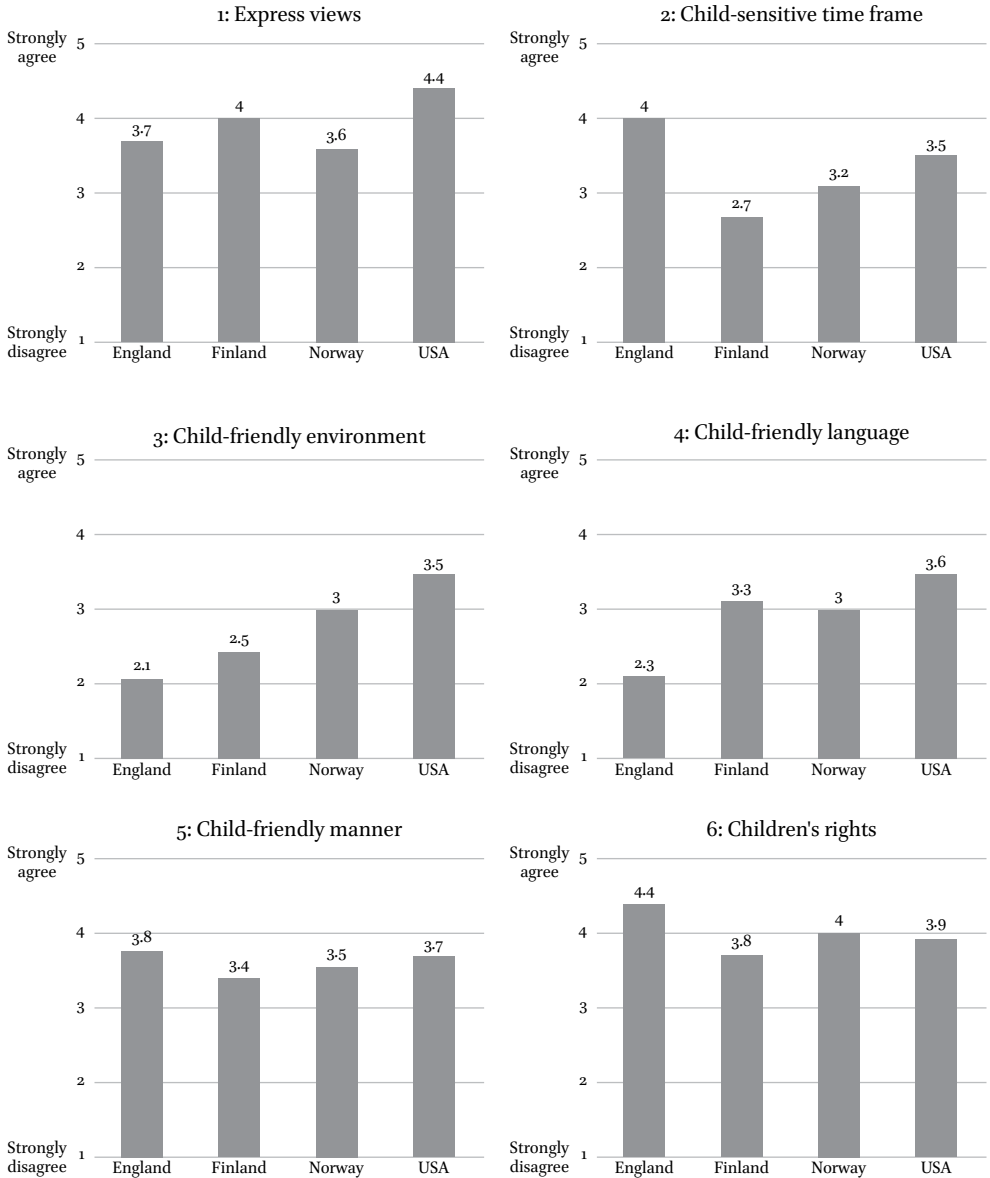 1: Express views
Strongly
agree
5
4
3
2
1
Strongly
disagree
3.7
4
3.6
4.4
England Finland Norway USA
2: Child-sensitive time frame
Strongly
agree
5
4
3
2
1
Strongly
disagree
4
2.7
3.2
3.5
England Finland Norway USA
3: Child-friendly environment
Strongly
agree
5
4
3
2
1
Strongly
disagree
2.1
2.5
3
3.5
England Finland Norway USA
4: Child-friendly language
Strongly
agree
5
4
3
2
1
Strongly
disagree
2.3
3.3
3
3.6
England Finland Norway USA
5: Child-friendly manner
Strongly
agree
5
4
3
2
1
Strongly
disagree
3.8
3.4
3.5
3.7
England Finland Norway USA
6: Children's rights
Strongly
agree
5
4
3
2
1
Strongly
disagree
4.4
3.8
4
3.9
England Finland Norway USA